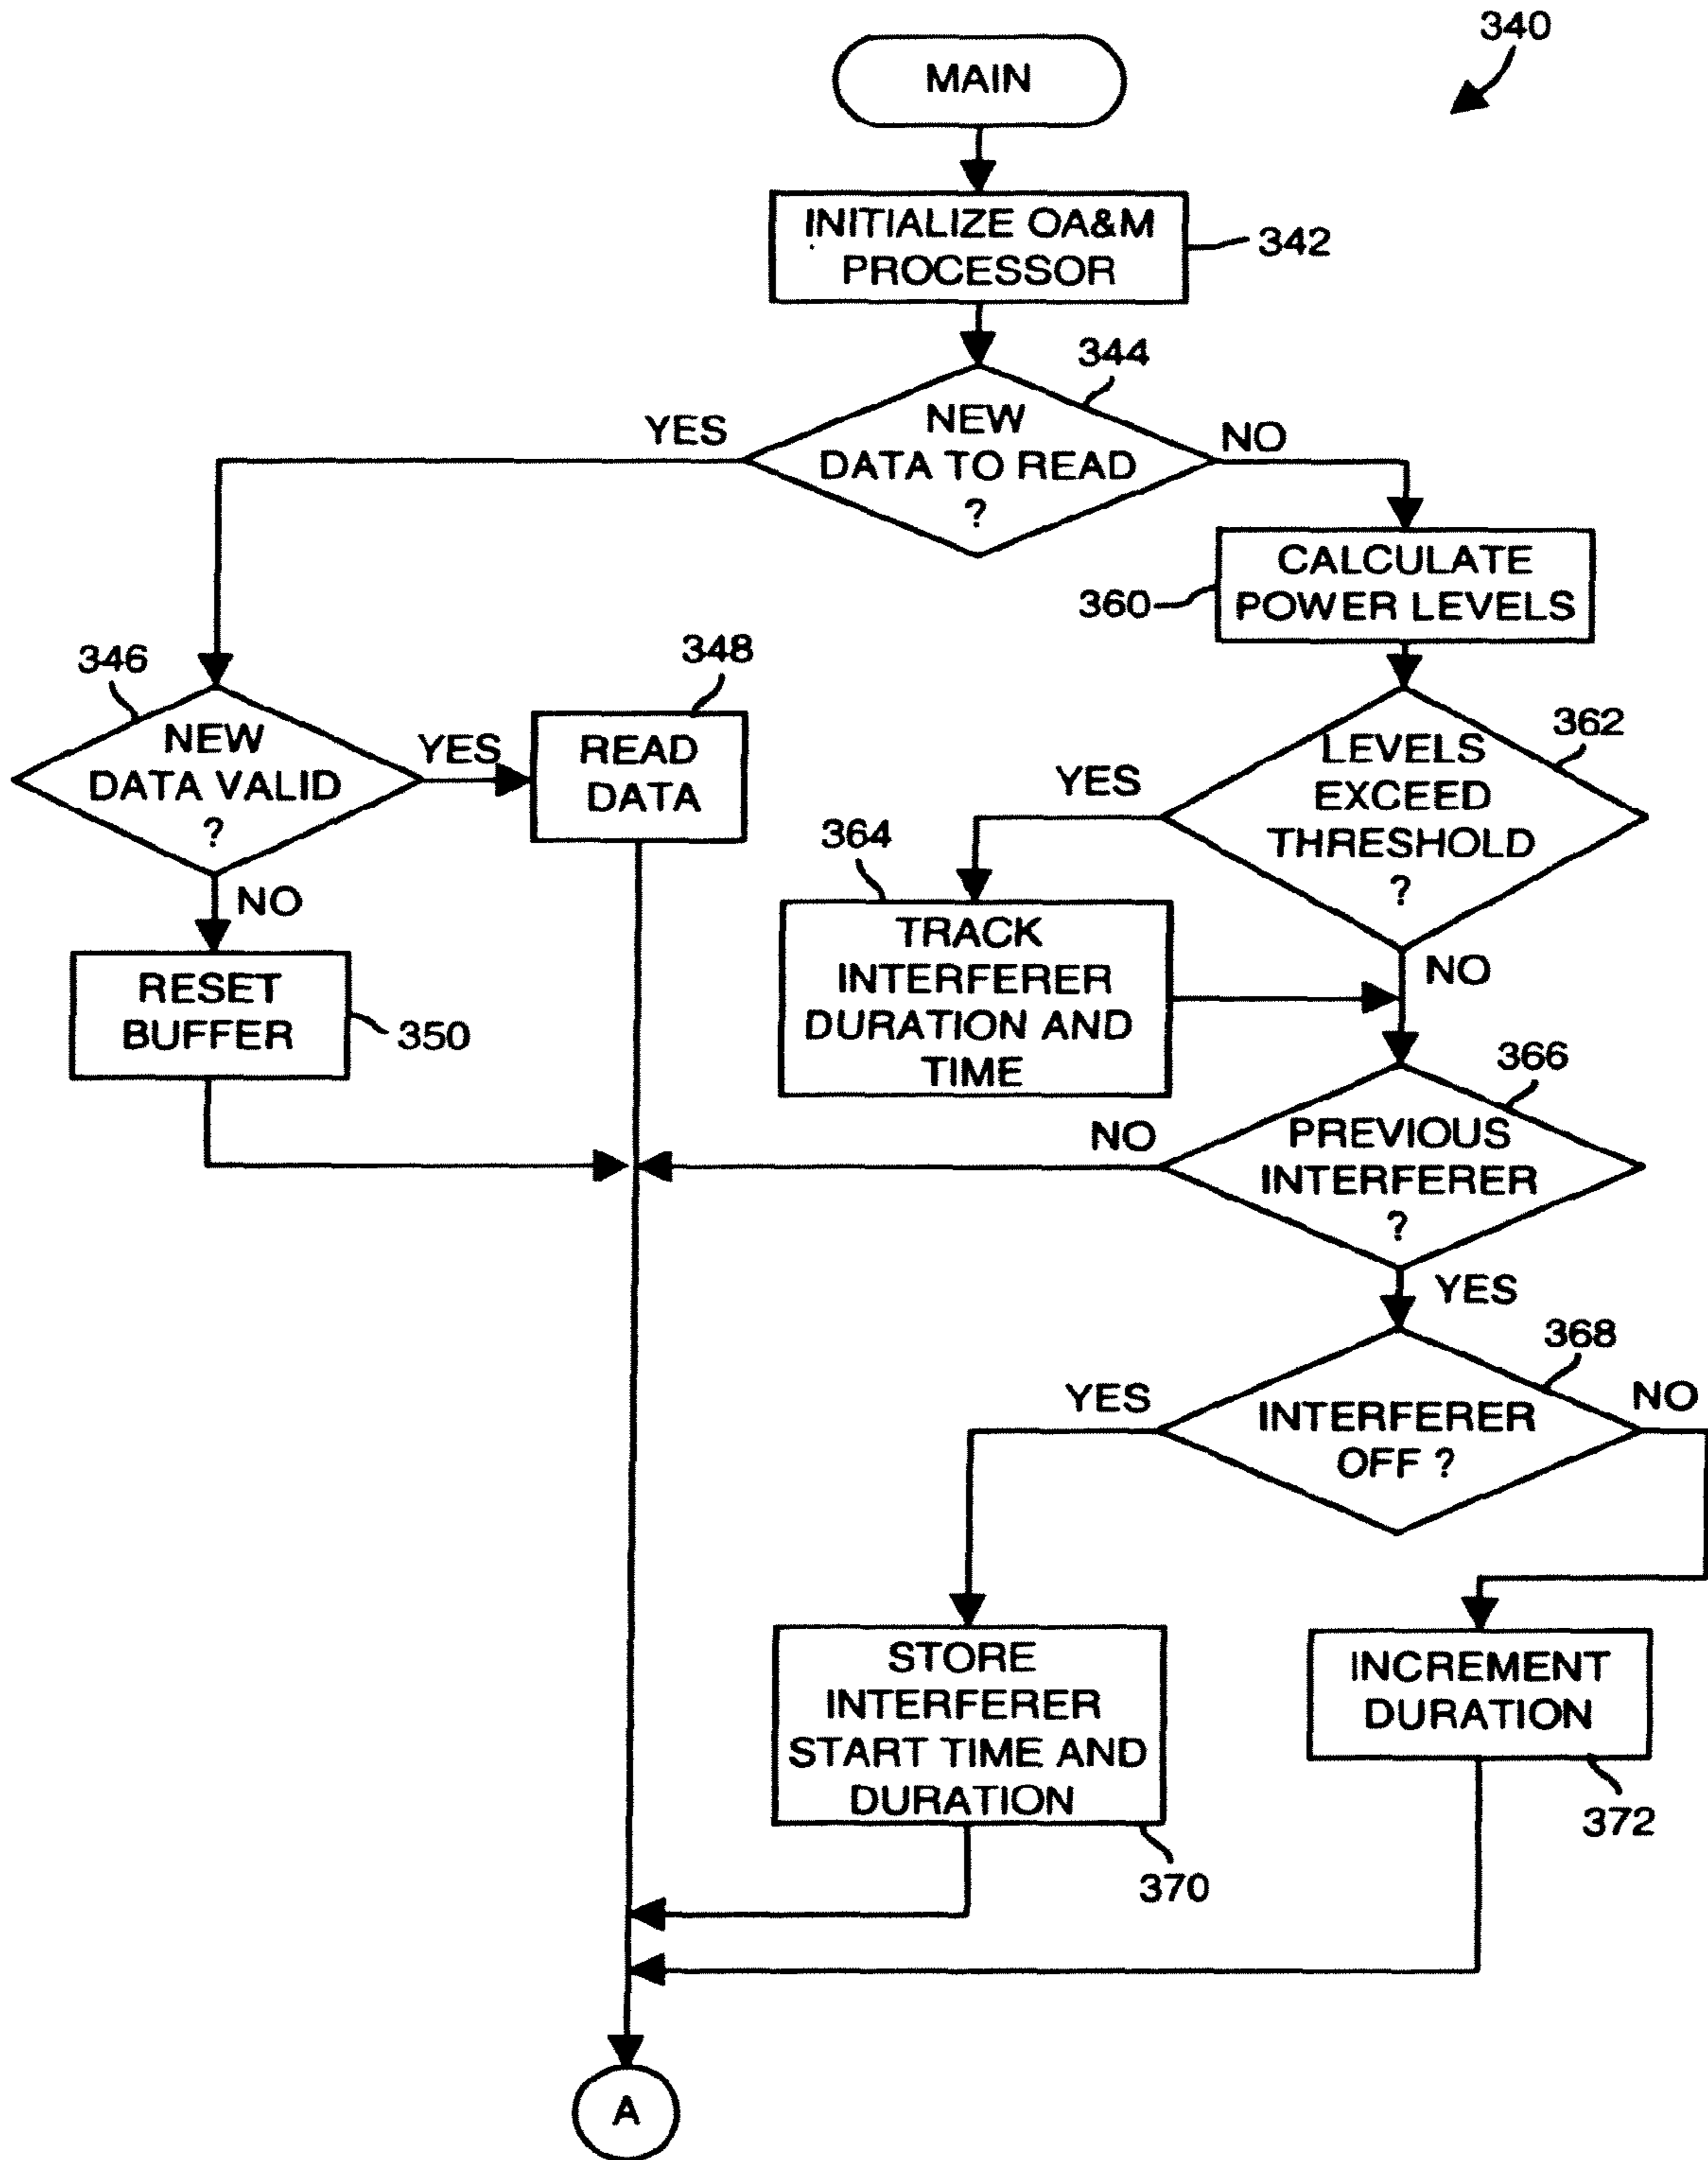 340
MAIN
INITIALIZE OA&M
PROCESSOR
342
344
NEW
DATA TO READ
?
YES
NO
CALCULATE
POWER LEVELS
360
346
NEW
DATA VALID
?
YES
348
READ
DATA
362
LEVELS
EXCEED
THRESHOLD
?
YES
364
TRACK
INTERFERER
DURATION AND
TIME
NO
NO
RESET
BUFFER
350
366
PREVIOUS
INTERFERER
?
NO
YES
368
INTERFERER
OFF ?
YES
NO
STORE
INTERFERER
START TIME AND
DURATION
370
INCREMENT
DURATION
372
A